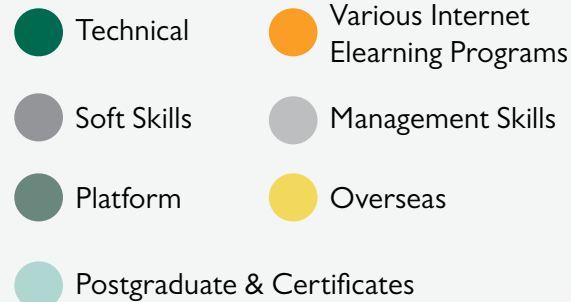 Technical
Various Internet
Elearning Programs
Soft Skills
Management Skills
Platform
Overseas
Postgraduate & Certificates